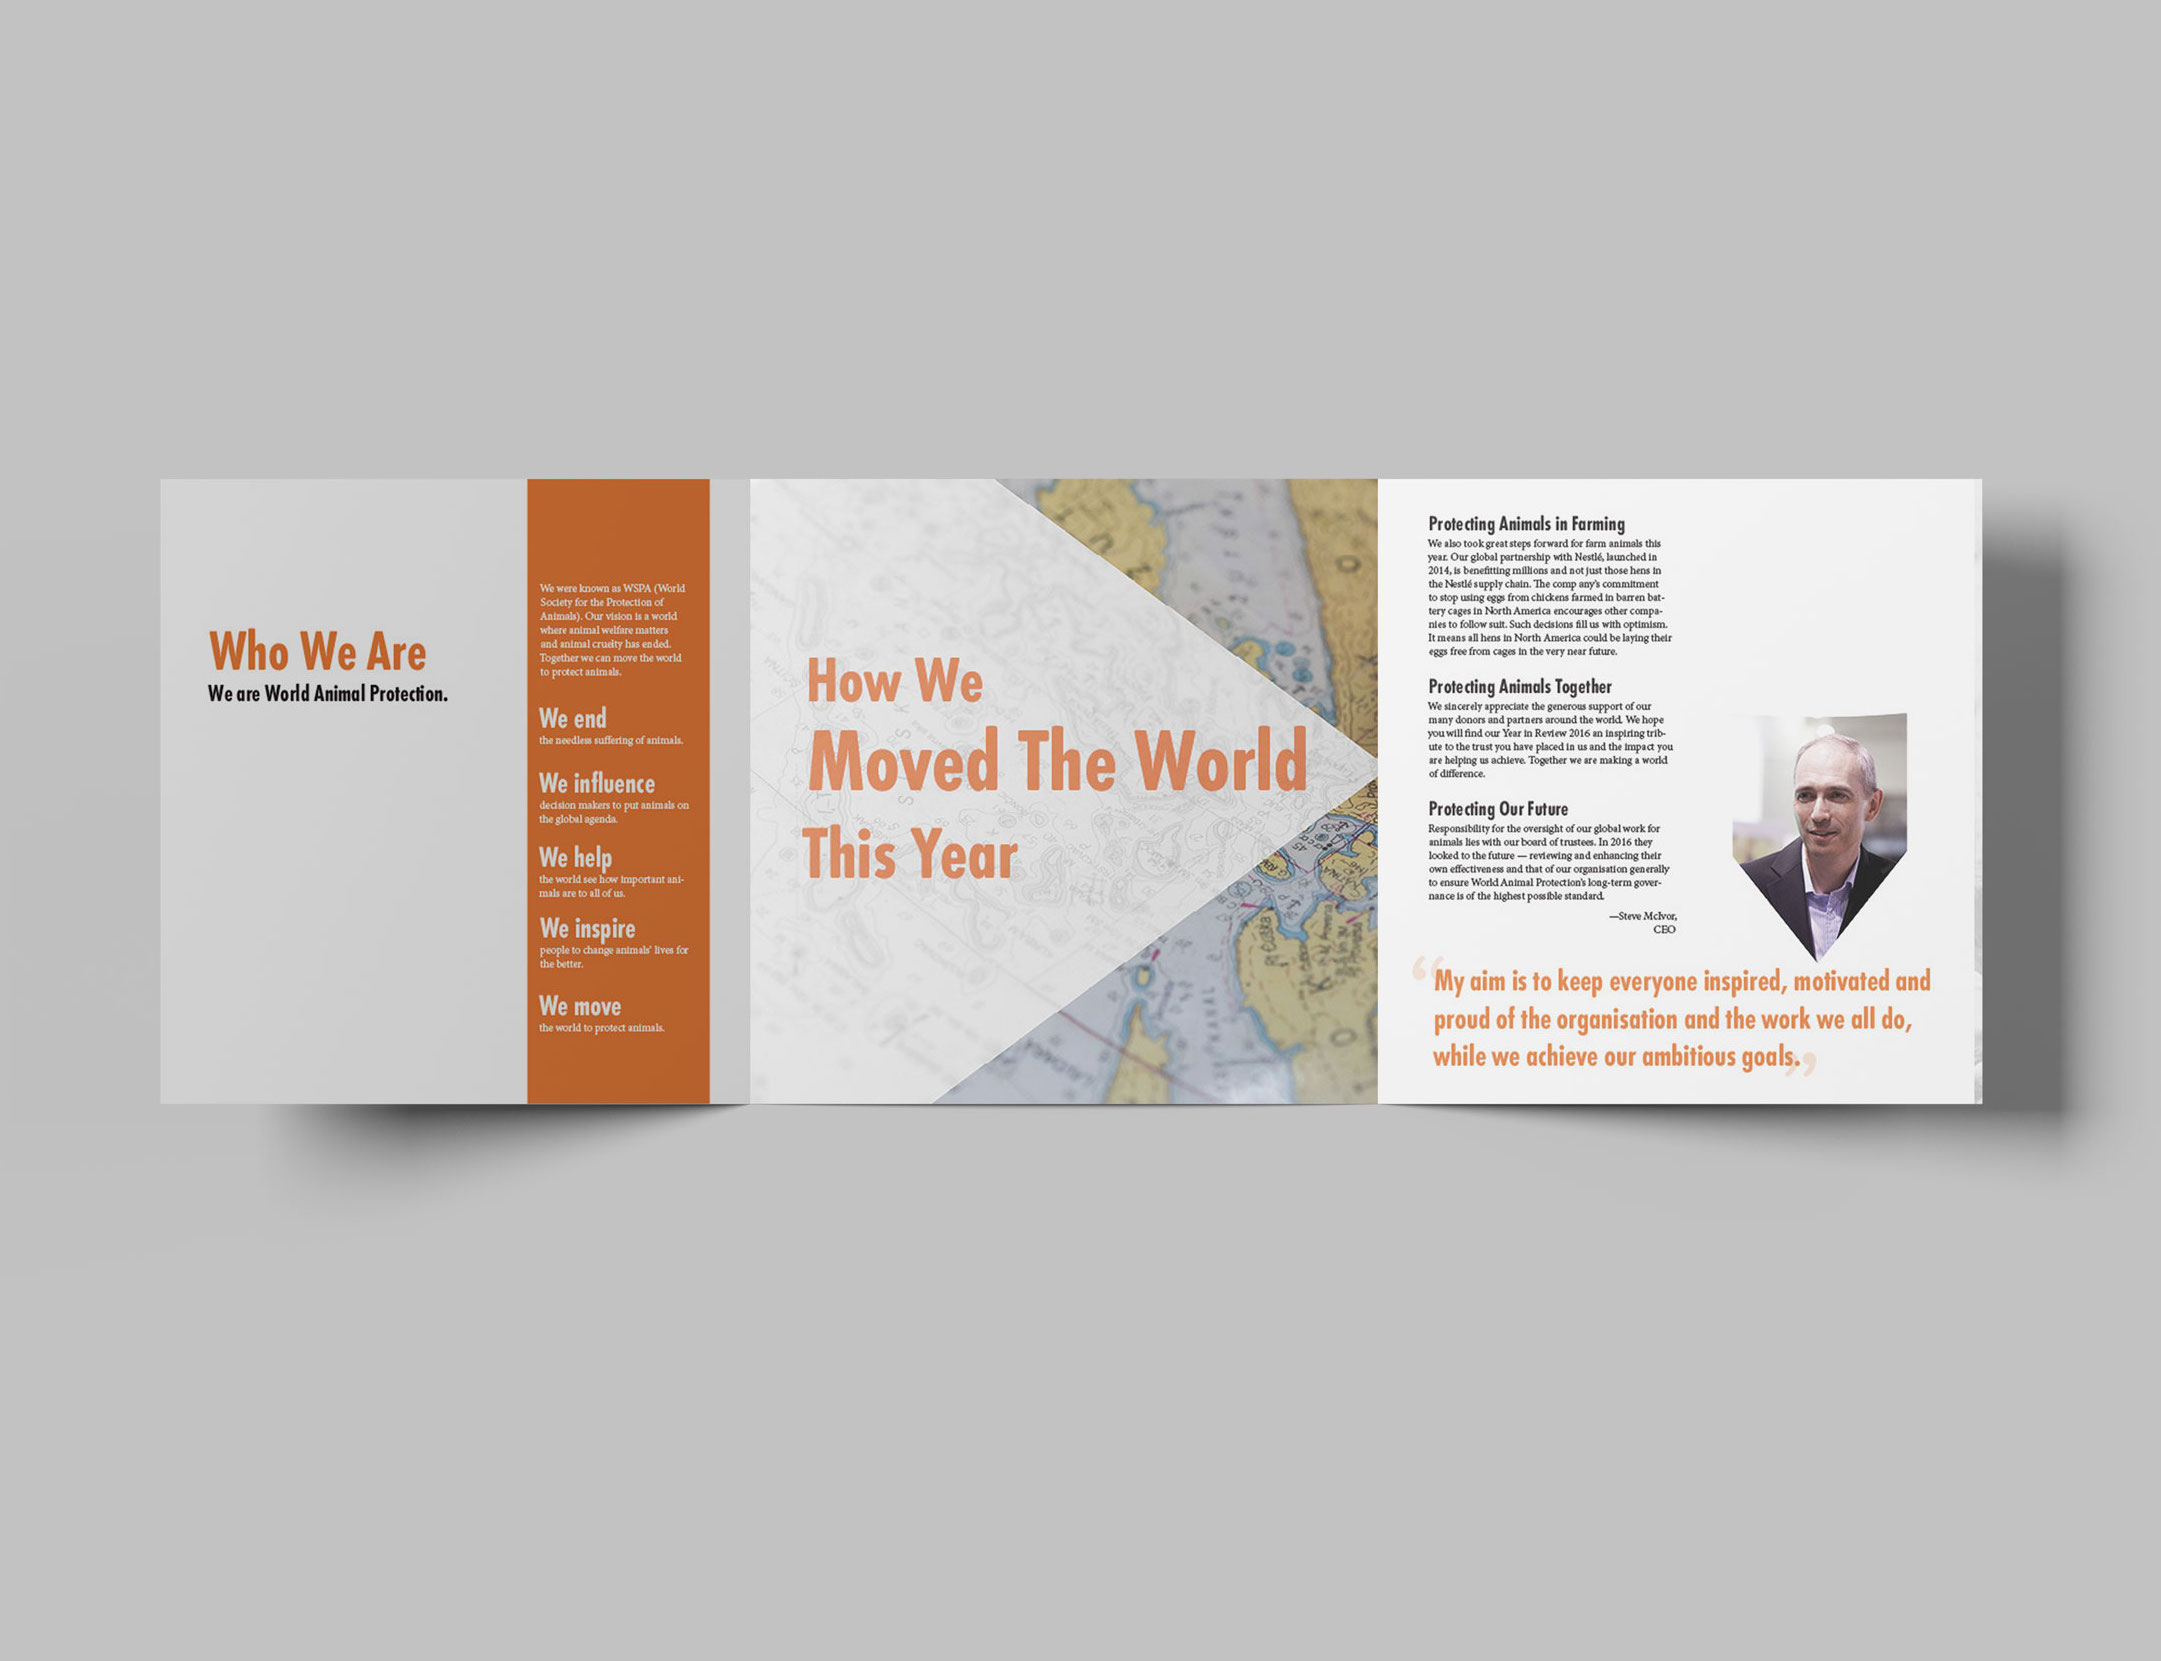 Who We Are
We are World Animal Protection.
We were known as WSPA (World
Society for the Protection of
Animals). Our vision is a world
where animal welfare matters
and animal cruelty has ended.
Together we can move the world
to protect animals.
We end
the needless suffering of animals.
We influence
decision makers to put animals on
the global agenda.
We help
the world see how important ani-
mals are to all of us.
We inspire
people to change animals' lives for
the better.
We move
the world to protect animals.
How We
Moved The World
This Year
Protecting Animals in Farming
We also took great steps forward for farm animals this
year. Our global partnership with Nestlé, launched in
2014, is benefitting millions and not just those hens in
the Nestlé supply chain. The comp any's commitment
to stop using eggs from chickens farmed in barren bat-
tery cages in North America encourages other compa-
nies to follow suit. Such decisions fill us with optimism.
It means all hens in North America could be laying their
eggs free from cages in the very near future.
Protecting Animals Together
We sincerely appreciate the generous support of our
many donors and partners around the world. We hope
you will find our Year in Review 2016 an inspiring trib-
ute to the trust you have placed in us and the impact you
are helping us achieve. Together we are making a world
of difference.
Protecting Our Future
Responsibility for the oversight of our global work for
animals lies with our board of trustees. In 2016 they
looked to the future — reviewing and enhancing their
own effectiveness and that of our organisation generally
to ensure World Animal Protection's long-term gover-
nance is of the highest possible standard.
—Steve McIvor,
CEO
“My aim is to keep everyone inspired, motivated and
proud of the organisation and the work we all do,
while we achieve our ambitious goals.”